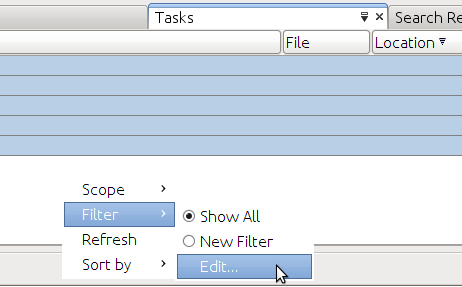 Tasks
Search Re
File
Location
Scope
Filter
Show All
Refresh
New Filter
Sort by
Edit...